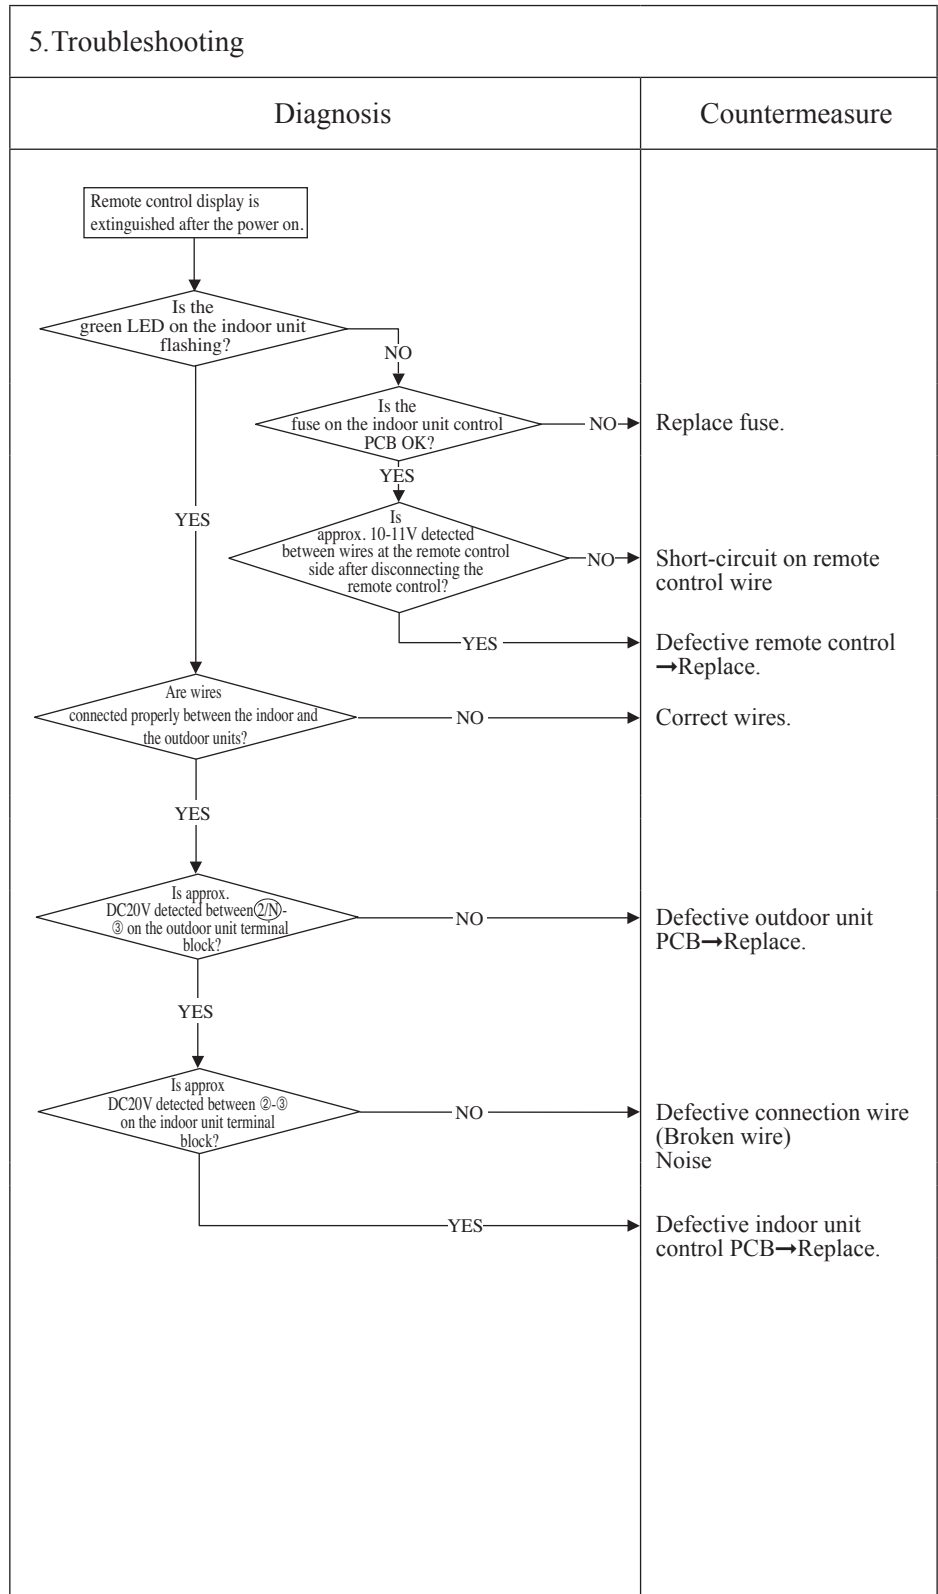 5.Troubleshooting
Diagnosis
Countermeasure
Remote control display is
extinguished after the power on.
Is the
green LED on the indoor unit
flashing?
NO
Is the
fuse on the indoor unit control
PCB OK?
NO
Replace fuse.
YES
YES
Is
approx. 10-11V detected
between wires at the remote control
side after disconnecting the
remote control?
NO
Short-circuit on remote
control wire
YES
Defective remote control
→Replace.
Are wires
connected properly between the indoor and
the outdoor units?
NO
Correct wires.
YES
Is approx.
DC20V detected between 2/N-
③ on the outdoor unit terminal
block?
NO
Defective outdoor unit
PCB→Replace.
YES
Is approx
DC20V detected between ②-③
on the indoor unit terminal
block?
NO
Defective connection wire
(Broken wire)
Noise
YES
Defective indoor unit
control PCB→Replace.